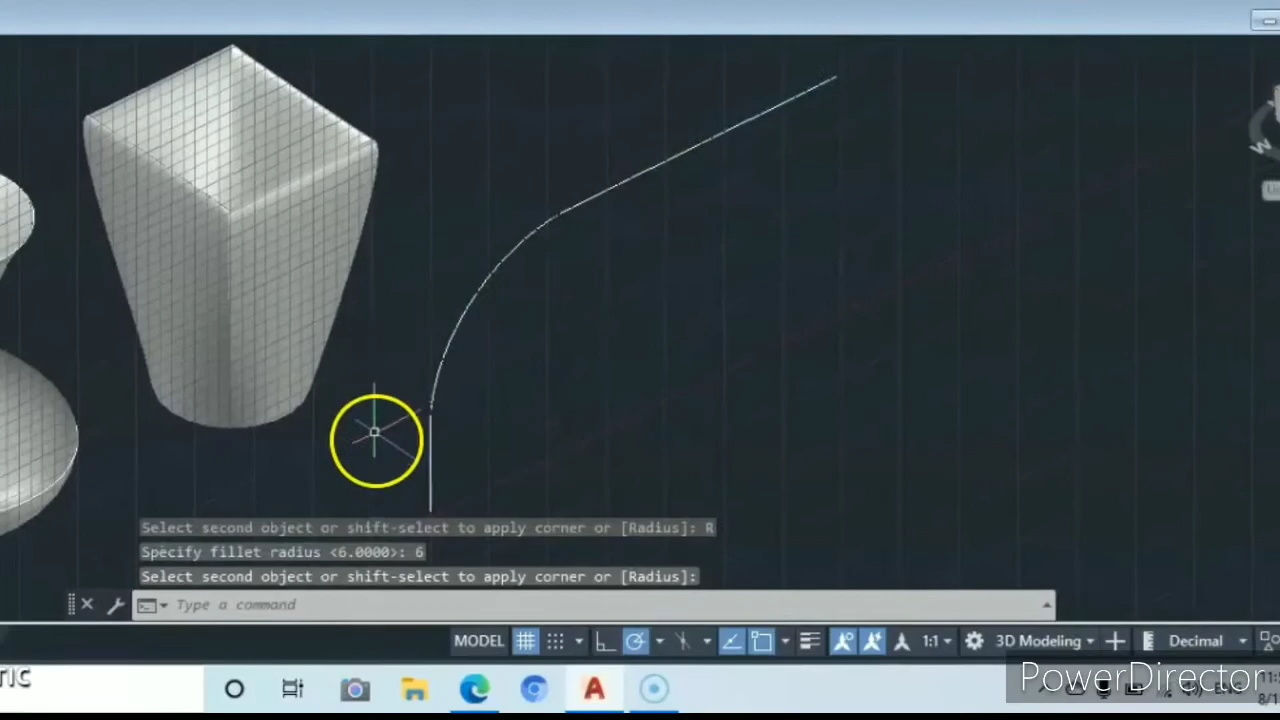 W
Select second object or shift-select to apply corner or [Radius]: R
Specify fillet radius <6.0000>: 6
Select second object or shift-select to apply corner or [Radius]:
Type a command
MODEL 1:1 3D Modeling Decimal
TIC
PowerDirector